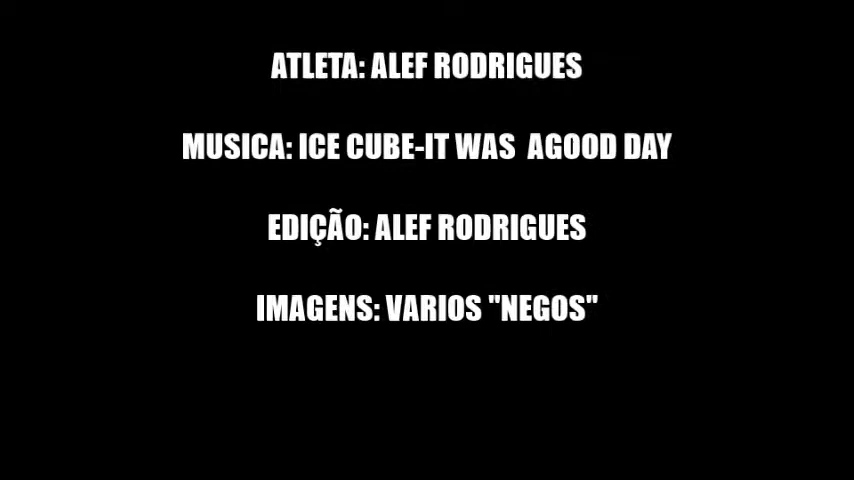 ATLETA: ALEF RODRIGUES
MUSICA: ICE CUBE-IT WAS  AGOOD DAY
EDIÇÃO: ALEF RODRIGUES
IMAGENS: VARIOS "NEGOS"